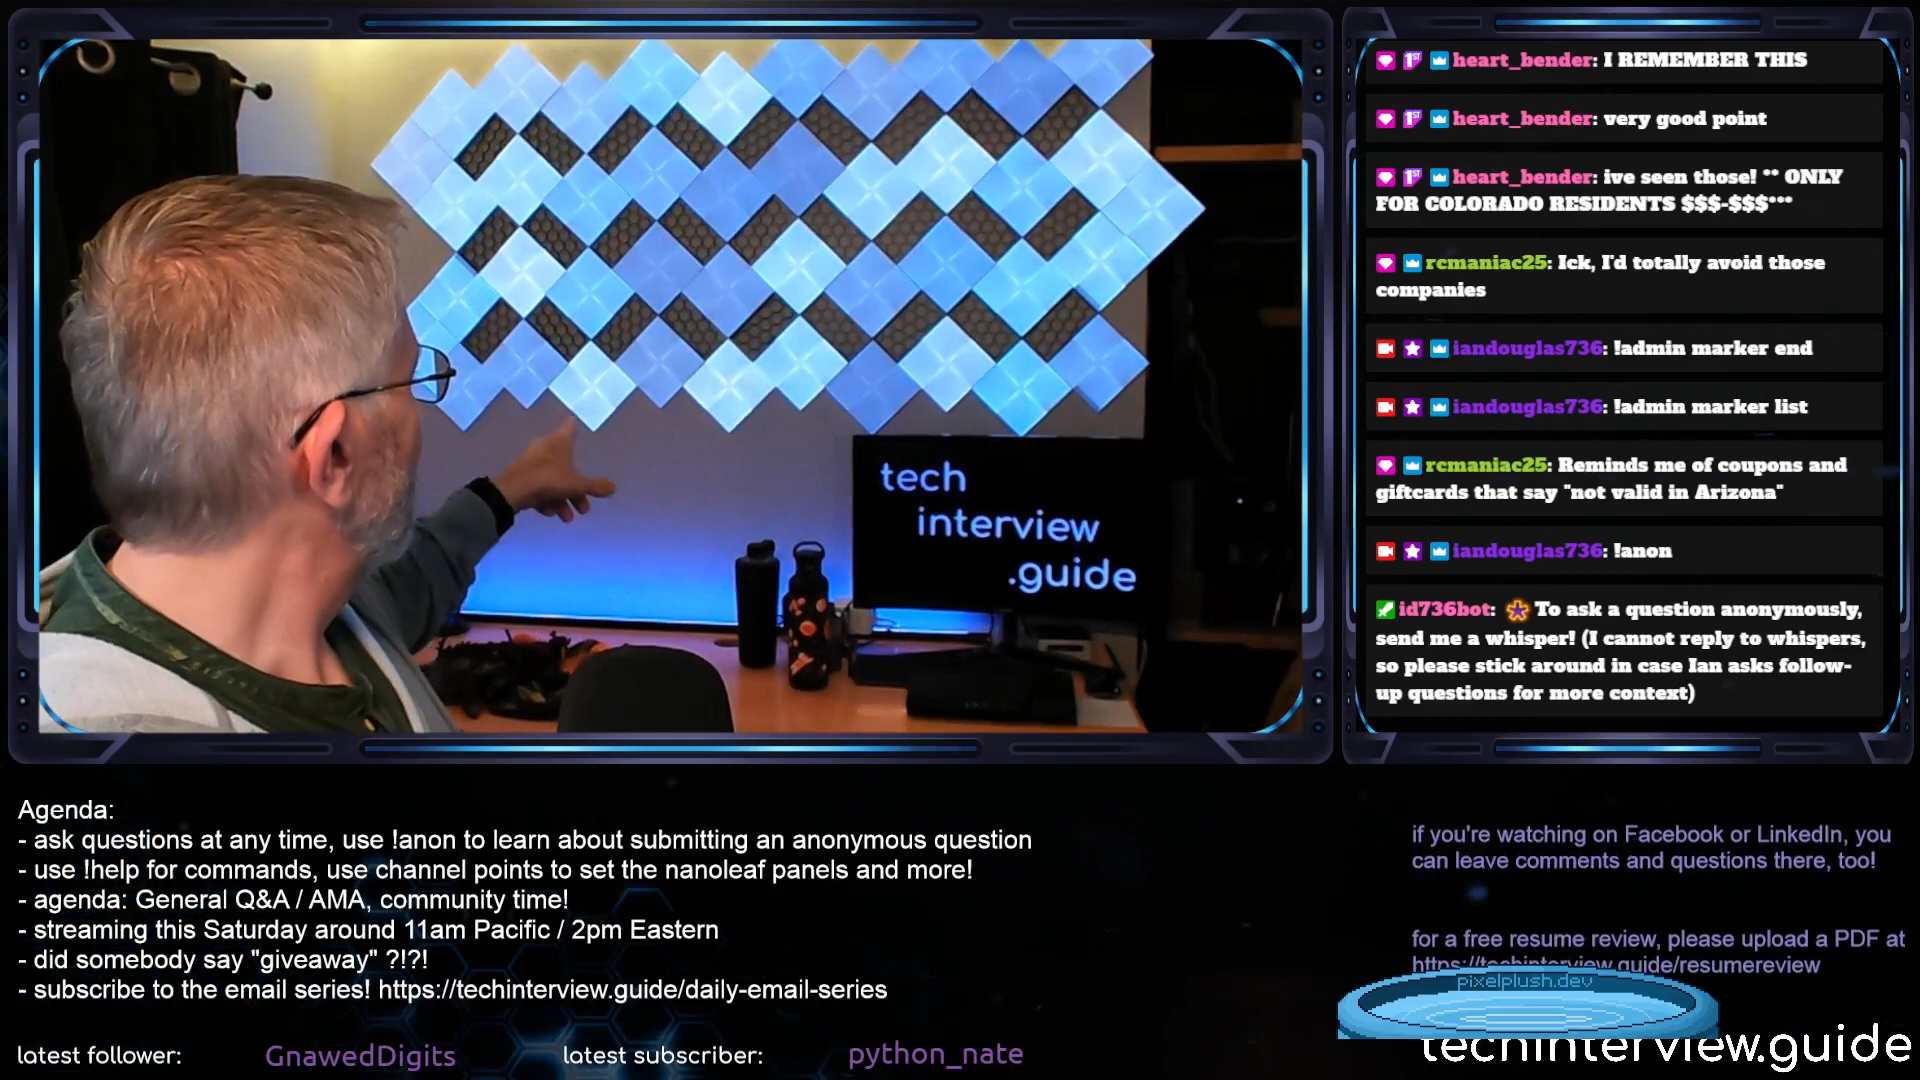 tech
interview
.guide
heart_bender: I REMEMBER THIS
heart_bender: very good point
heart_bender: ive seen those! ** ONLY
FOR COLORADO RESIDENTS $$$-$$$***
rcmaniac25: Ick, I'd totally avoid those
companies
iandouglas736: !admin marker end
iandouglas736: !admin marker list
rcmaniac25: Reminds me of coupons and
giftcards that say "not valid in Arizona"
iandouglas736: !anon
id736bot: To ask a question anonymously,
send me a whisper! (I cannot reply to whispers,
so please stick around in case Ian asks follow-
up questions for more context)
Agenda:
- ask questions at any time, use !anon to learn about submitting an anonymous question
- use !help for commands, use channel points to set the nanoleaf panels and more!
- agenda: General Q&A / AMA, community time!
- streaming this Saturday around 11am Pacific / 2pm Eastern
- did somebody say "giveaway" ?!?!
- subscribe to the email series! https://techinterview.guide/daily-email-series
latest follower: GnawedDigits latest subscriber: python_nate
if you're watching on Facebook or LinkedIn, you
can leave comments and questions there, too!
for a free resume review, please upload a PDF at
https://techinterview.guide/resumereview
pixelplush.dev
techinterview.guide